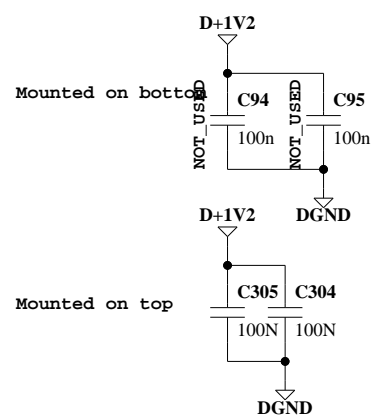 D+1V2
Mounted on bottom
NOT_USED
C94
100n
NOT_USED
C95
100n
DGND
D+1V2
Mounted on top
C305
100N
C304
100N
DGND